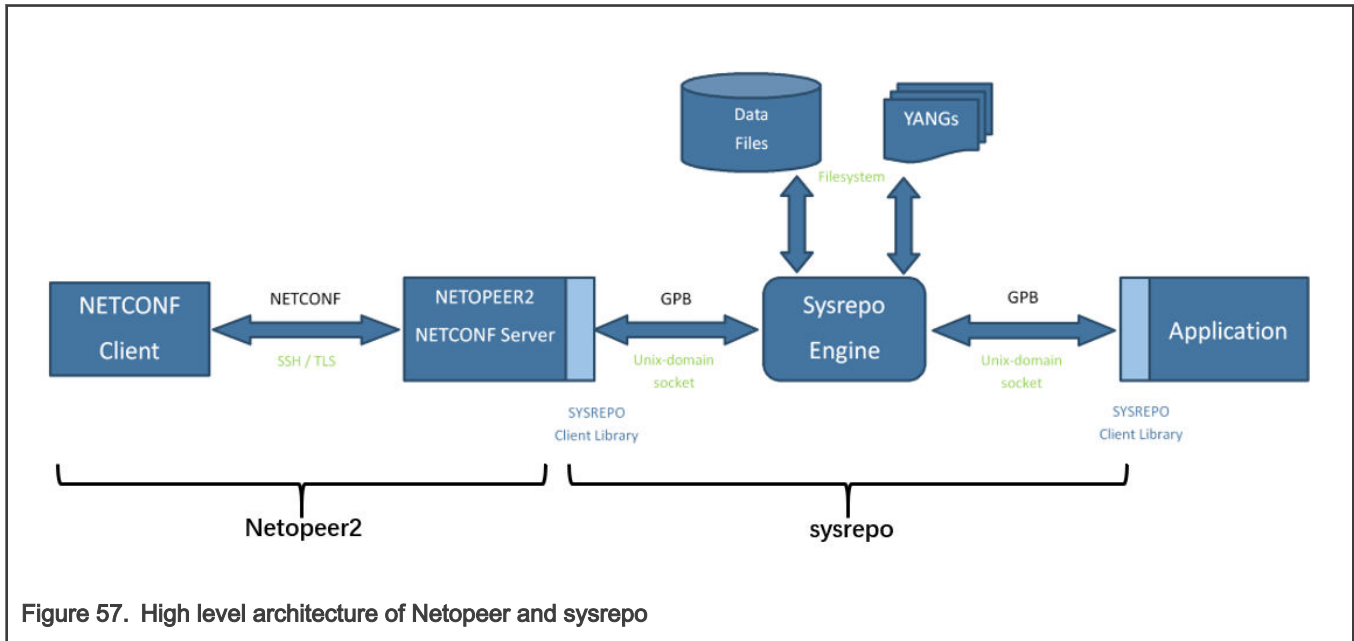 Data
Files
YANGs
Filesystem
NETCONF
Client
NETCONF
SSH / TLS
NETOPEER2
NETCONF Server
GPB
Unix-domain
socket
Sysrepo
Engine
GPB
Unix-domain
socket
Application
SYSREPO
Client Library
SYSREPO
Client Library
Netopeer2
sysrepo
Figure 57. High level architecture of Netopeer and sysrepo